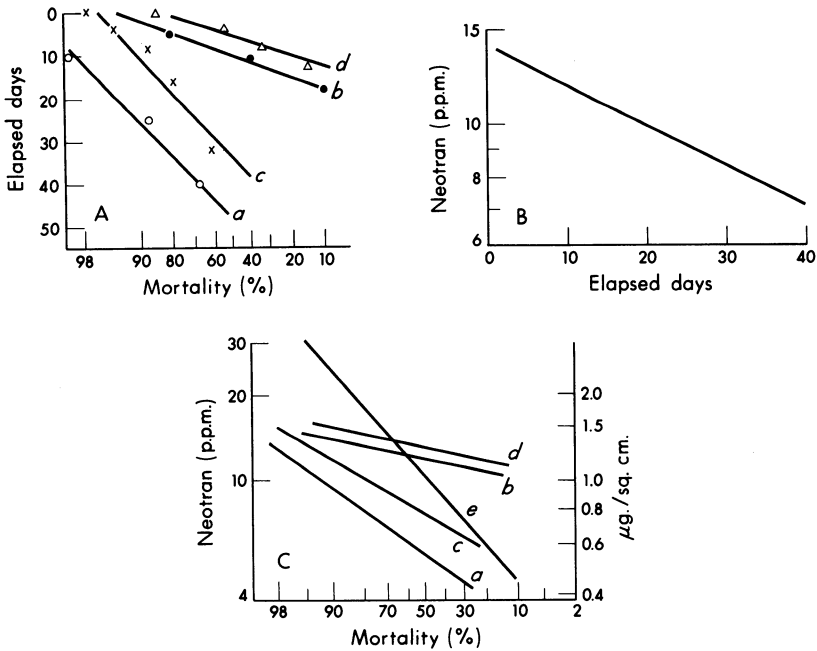 0
10
20
30
40
50
Elapsed days
A
d
b
c
a
98 90 80 60 40 20 10
Mortality (%)
15
10
8
6
Neotran (p.p.m.)
B
0 10 20 30 40
Elapsed days
30
20
10
4
Neotran (p.p.m.)
C
d
b
e
c
a
2.0
1.5
1.0
0.8
0.6
0.4
µg./sq. cm.
98 90 70 50 30 10 2
Mortality (%)